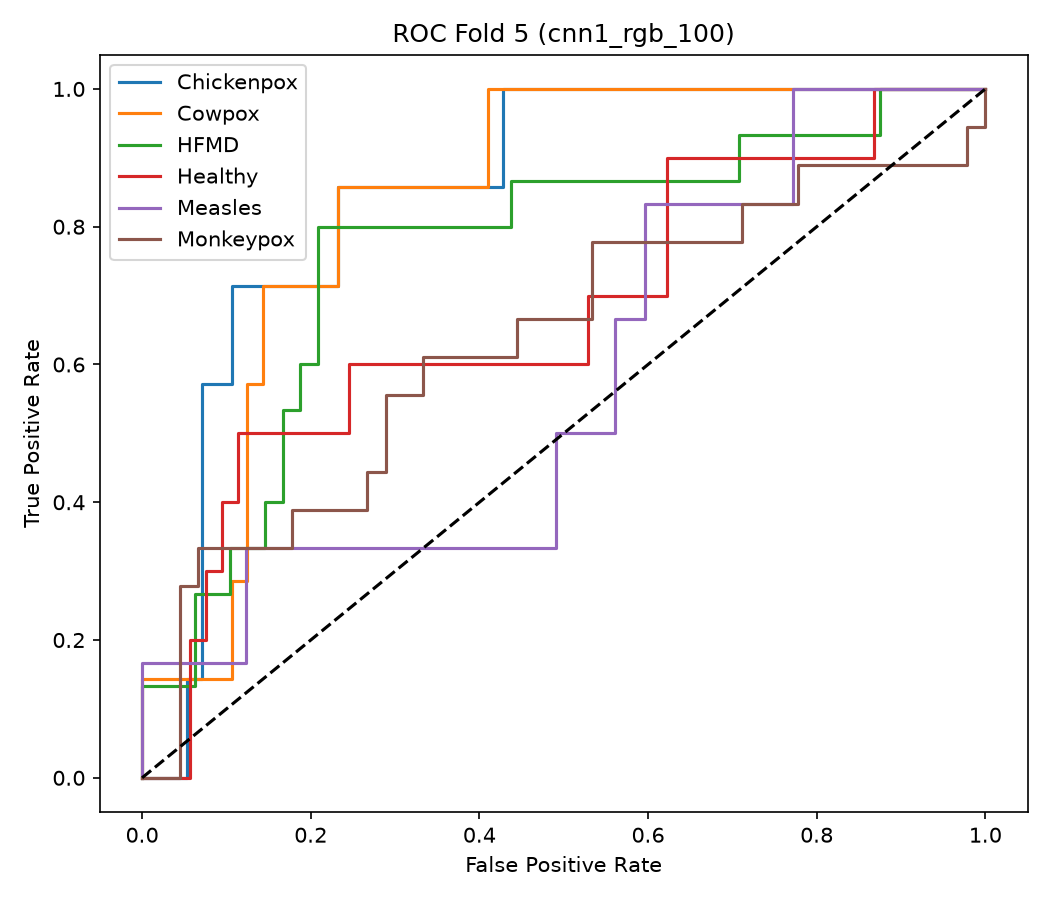 ROC Fold 5 (cnn1_rgb_100)
Chickenpox
Cowpox
HFMD
Healthy
Measles
Monkeypox
True Positive Rate
1.0
0.8
0.6
0.4
0.2
0.0
0.0 0.2 0.4 0.6 0.8 1.0
False Positive Rate